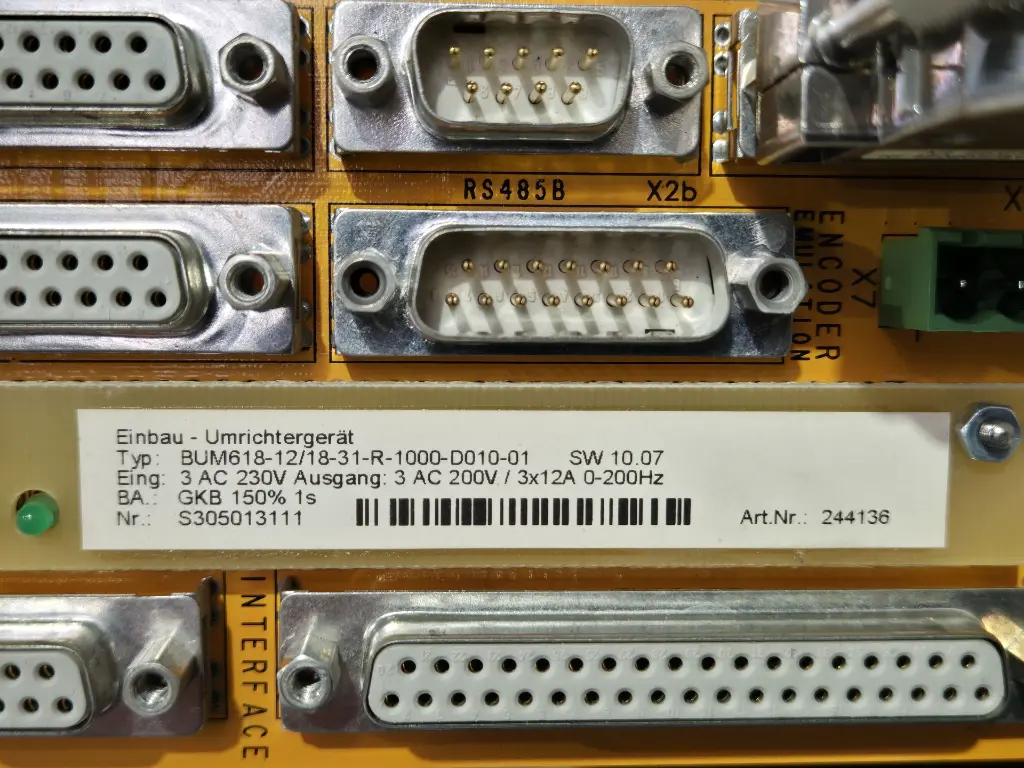 RS485B X2b
ENCODER
EMULATION
X7
X
Einbau - Umrichtergerät
Typ: BUM618-12/18-31-R-1000-D010-01 SW 10.07
Eing: 3 AC 230V Ausgang: 3 AC 200V / 3x12A 0-200Hz
BA.: GKB 150% 1s
Nr.: S305013111 Art.Nr.: 244136
INTERFACE